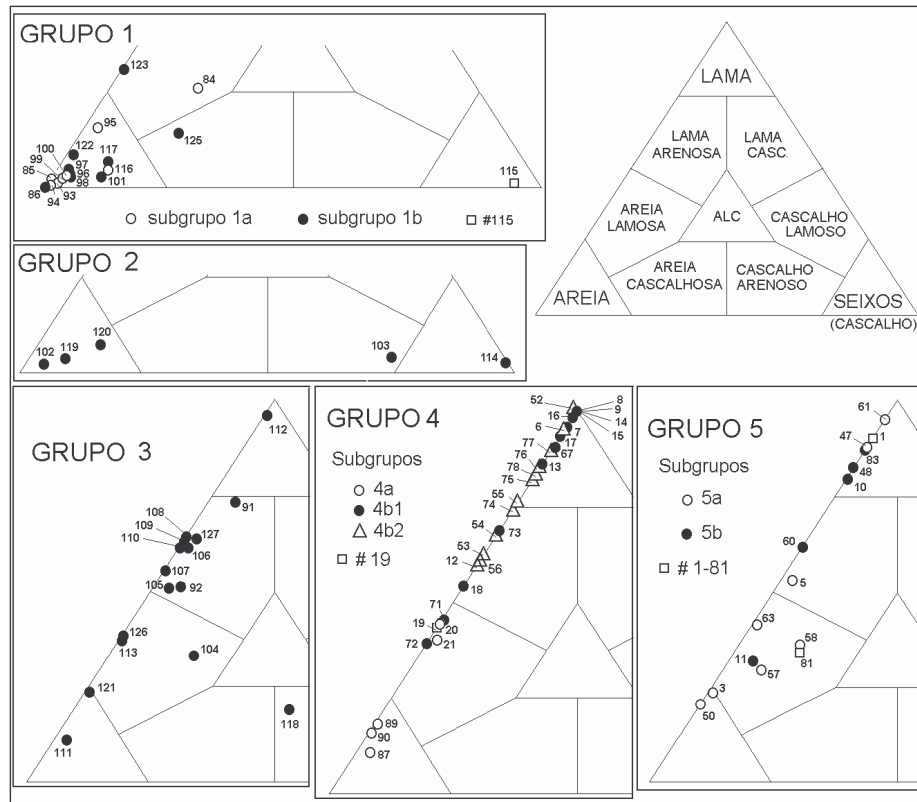 GRUPO 1
123
84
95
125
100
99
85
86
122
97
96
98
94
93
117
116
101
115
subgrupo 1a
subgrupo 1b
#115
LAMA
LAMA
ARENOSA
LAMA
CASC.
AREIA
LAMOSA
ALC
CASCALHO
LAMOSO
AREIA
AREIA
CASCALHOSA
CASCALHO
ARENOSO
SEIXOS
(CASCALHO)
GRUPO 2
102
119
120
103
114
GRUPO 3
112
91
108
109
110
127
106
107
105
92
126
113
104
121
118
111
GRUPO 4
Subgrupos
4a
4b1
4b2
# 19
52
8
9
14
15
16
6
7
17
77
67
76
13
78
75
55
74
54
73
53
12
56
18
71
19
20
72
21
89
90
87
GRUPO 5
Subgrupos
5a
5b
# 1-81
61
47
1
83
48
10
60
5
63
58
11
81
57
3
50